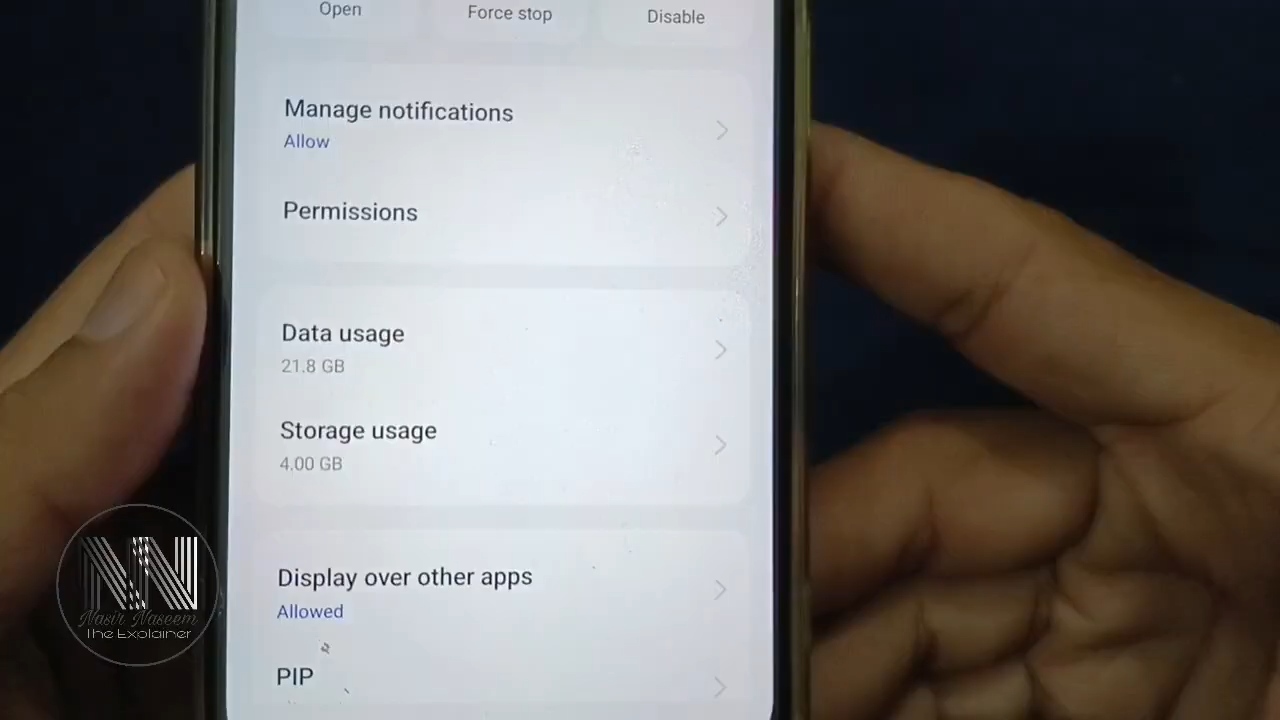 Open
Force stop
Disable
Manage notifications
Allow
Permissions
Data usage
21.8 GB
Storage usage
4.00 GB
Display over other apps
Allowed
PIP
NN
Nasir Naseem
The Explainer